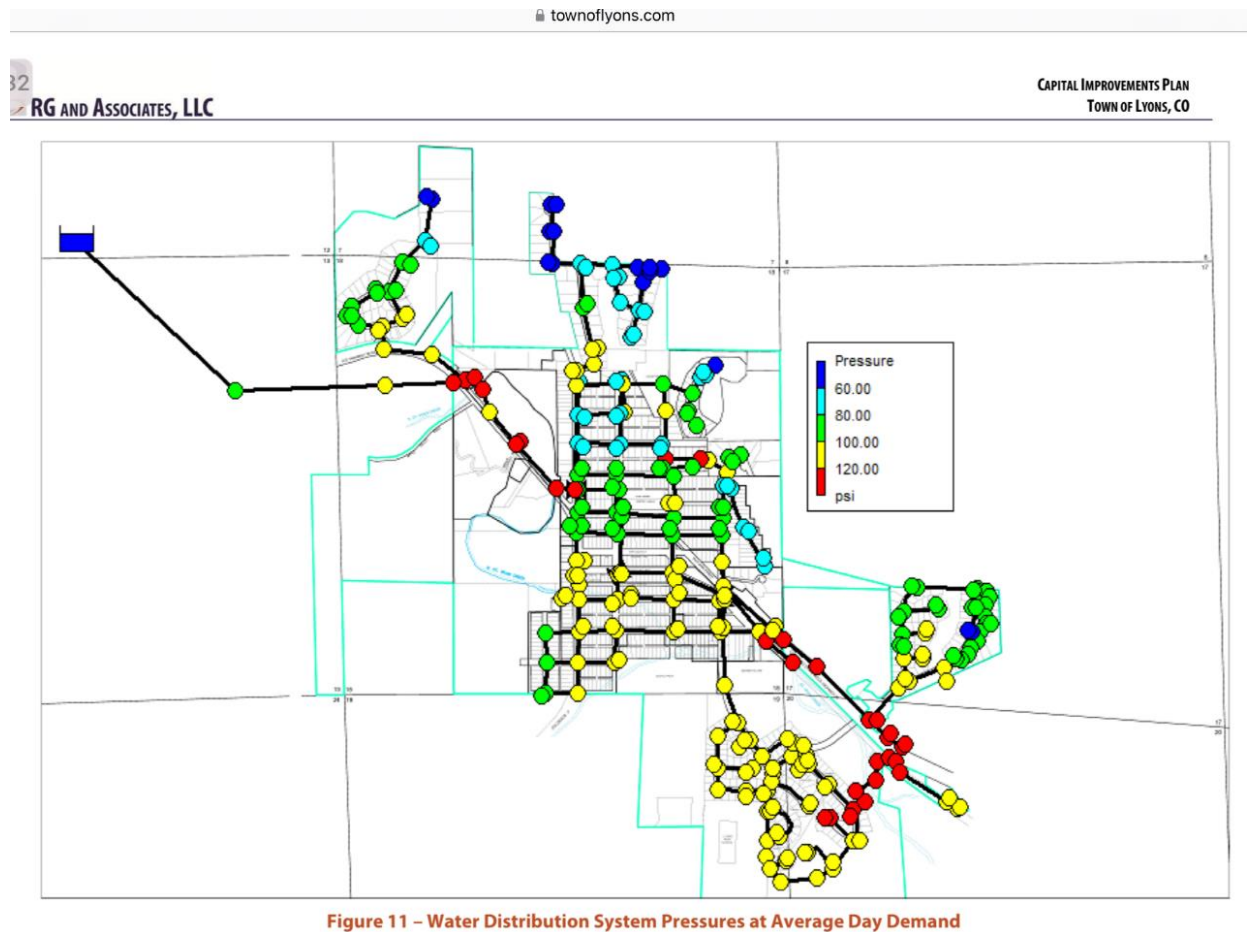 townoflyons.com
32
RG AND ASSOCIATES, LLC
CAPITAL IMPROVEMENTS PLAN
TOWN OF LYONS, CO
Pressure
60.00
80.00
100.00
120.00
psi
Figure 11 – Water Distribution System Pressures at Average Day Demand